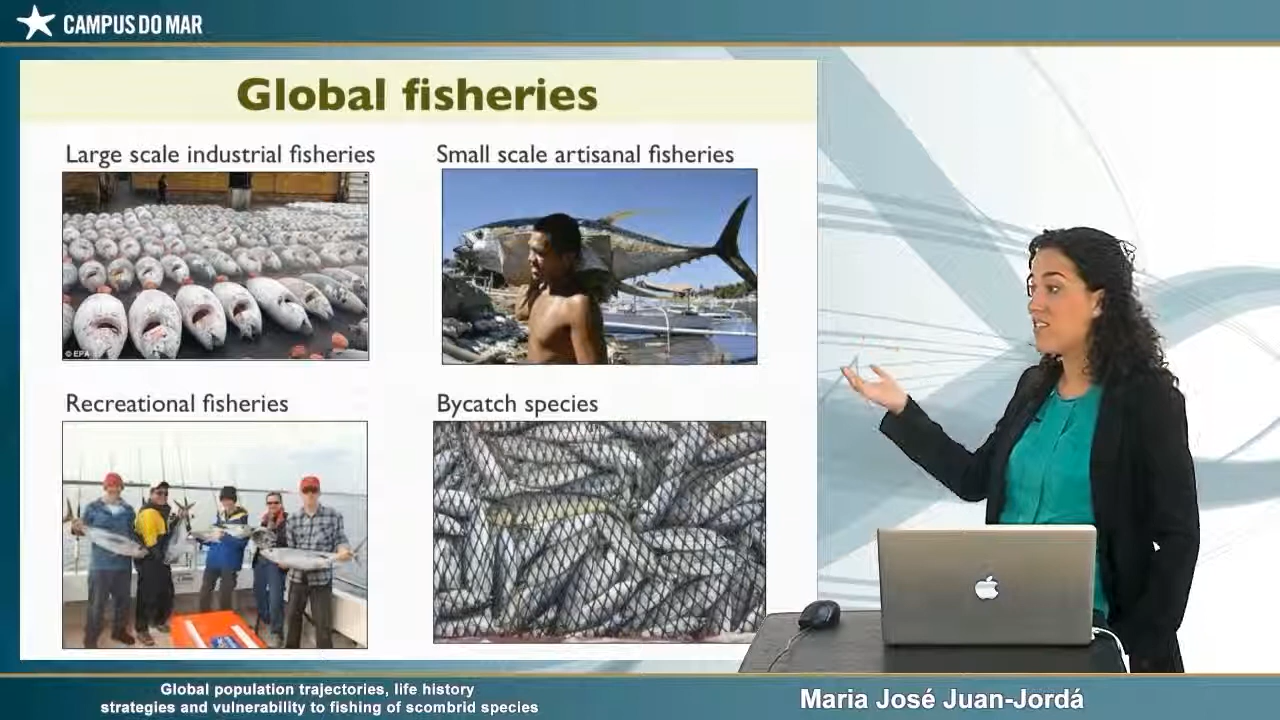 CAMPUS DO MAR
Global fisheries
Large scale industrial fisheries
Small scale artisanal fisheries
© EPA
Recreational fisheries
Bycatch species
Global population trajectories, life history
strategies and vulnerability to fishing of scombrid species
Maria José Juan-Jordá